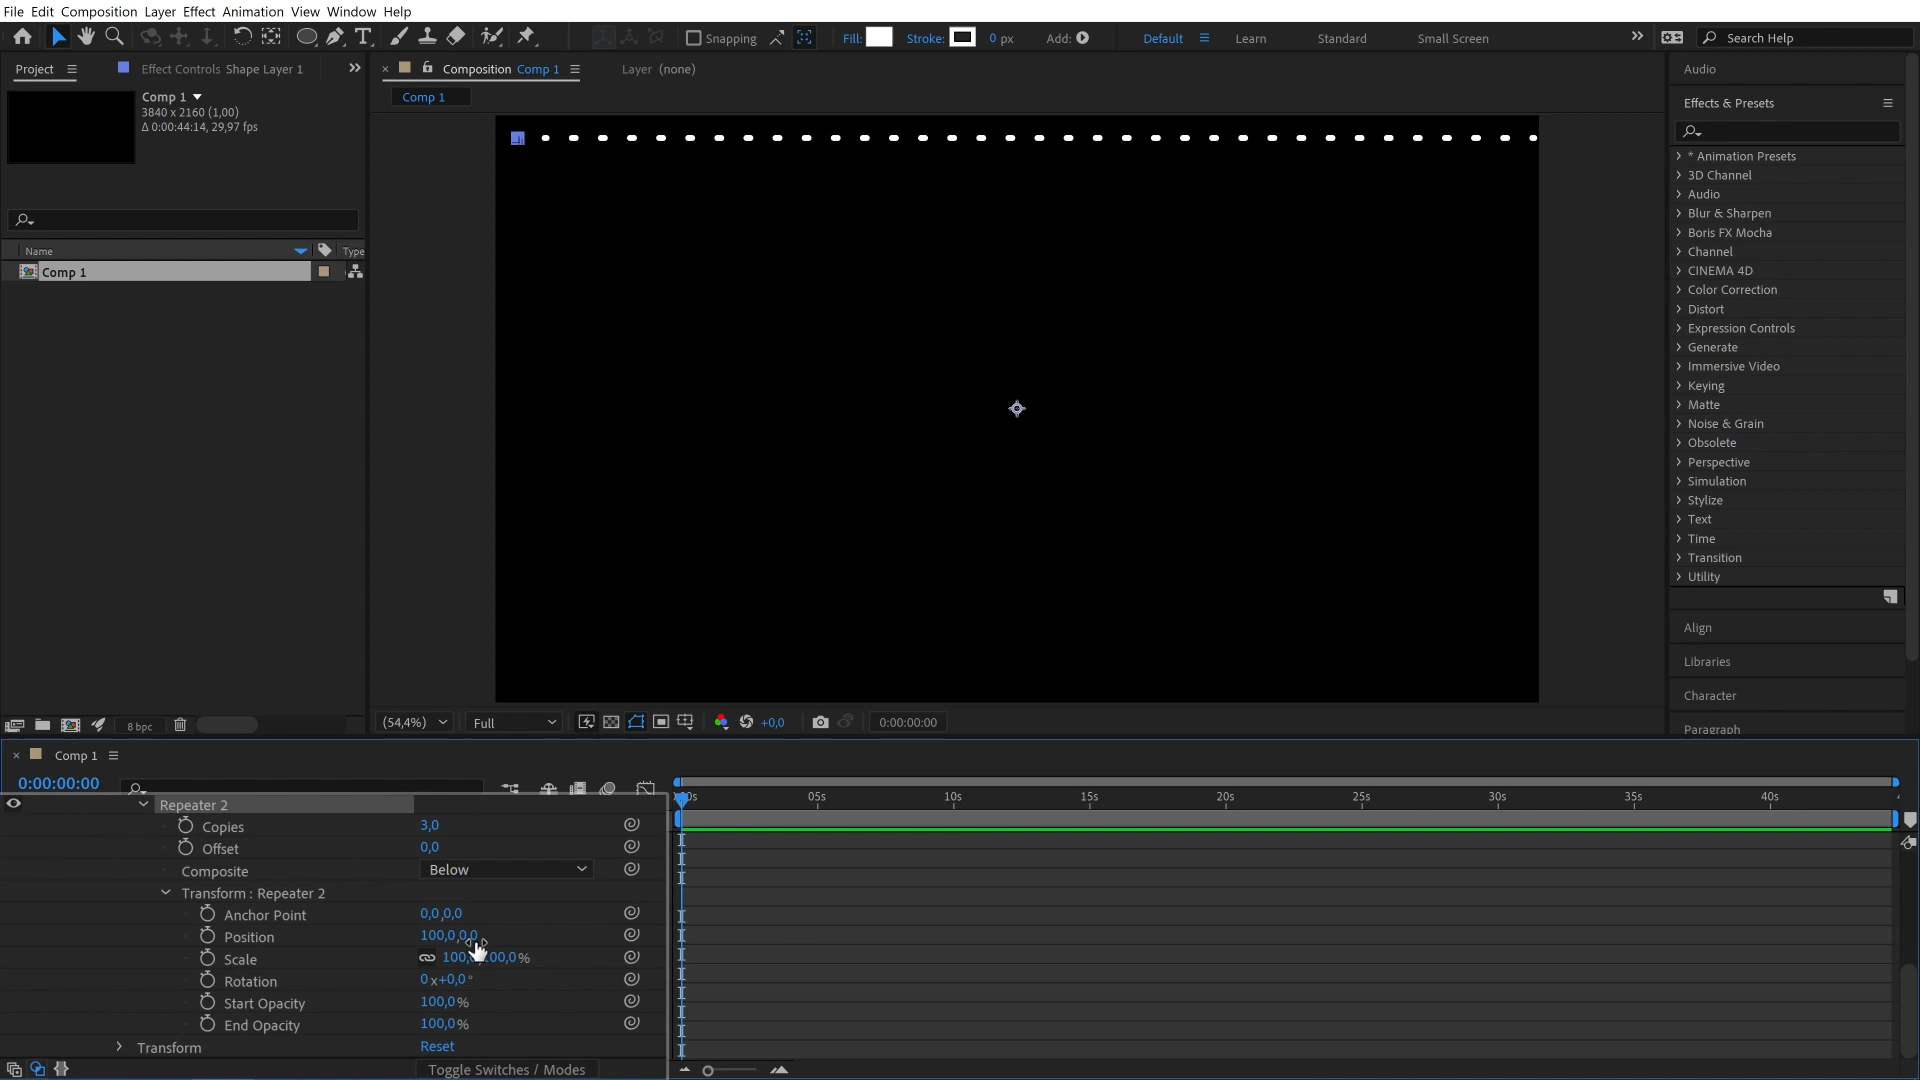 File Edit Composition Layer Effect Animation View Window Help
Snapping
Fill:
Stroke:
0 px
Add:
Default
Learn
Standard
Small Screen
Search Help
Project
Effect Controls Shape Layer 1
Composition Comp 1
Layer (none)
Audio
Comp 1
3840 x 2160 (1,00)
Δ 0:00:44:14, 29,97 fps
Comp 1
Effects & Presets
* Animation Presets
3D Channel
Audio
Blur & Sharpen
Boris FX Mocha
Channel
CINEMA 4D
Color Correction
Distort
Expression Controls
Generate
Immersive Video
Keying
Matte
Noise & Grain
Obsolete
Perspective
Simulation
Stylize
Text
Time
Transition
Utility
Align
Libraries
Character
Paragraph
Name
Type
Comp 1
8 bpc
(54,4%)
Full
+0,0
0:00:00:00
Comp 1
0:00:00:00
05s
10s
15s
20s
25s
30s
35s
40s
Repeater 2
Copies
3,0
Offset
0,0
Composite
Below
Transform : Repeater 2
Anchor Point
0,0,0,0
Position
100,0,0,0
Scale
Rotation
0 x+0,0 °
Start Opacity
100,0%
End Opacity
100,0%
Transform
Reset
Toggle Switches / Modes